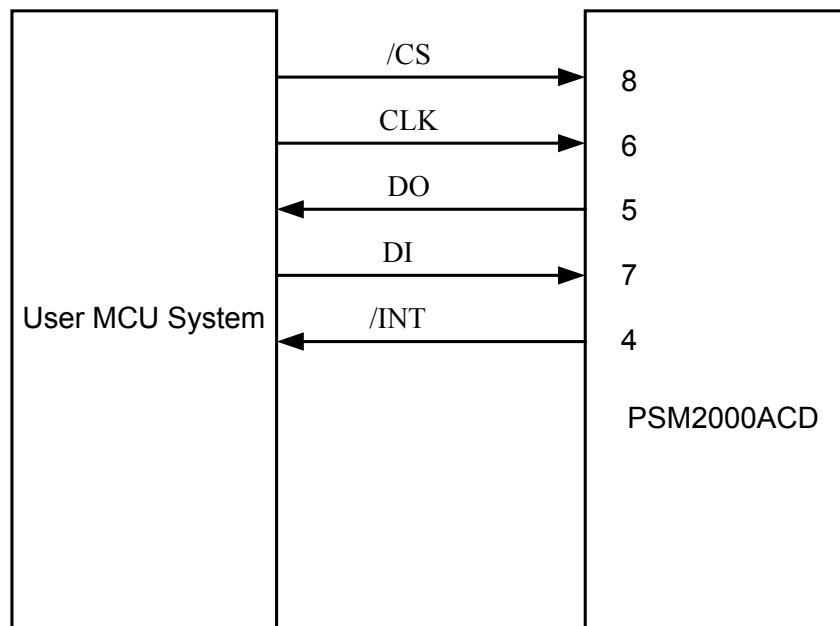 /CS
8
CLK
6
DO
5
DI
7
User MCU System
/INT
4
PSM2000ACD